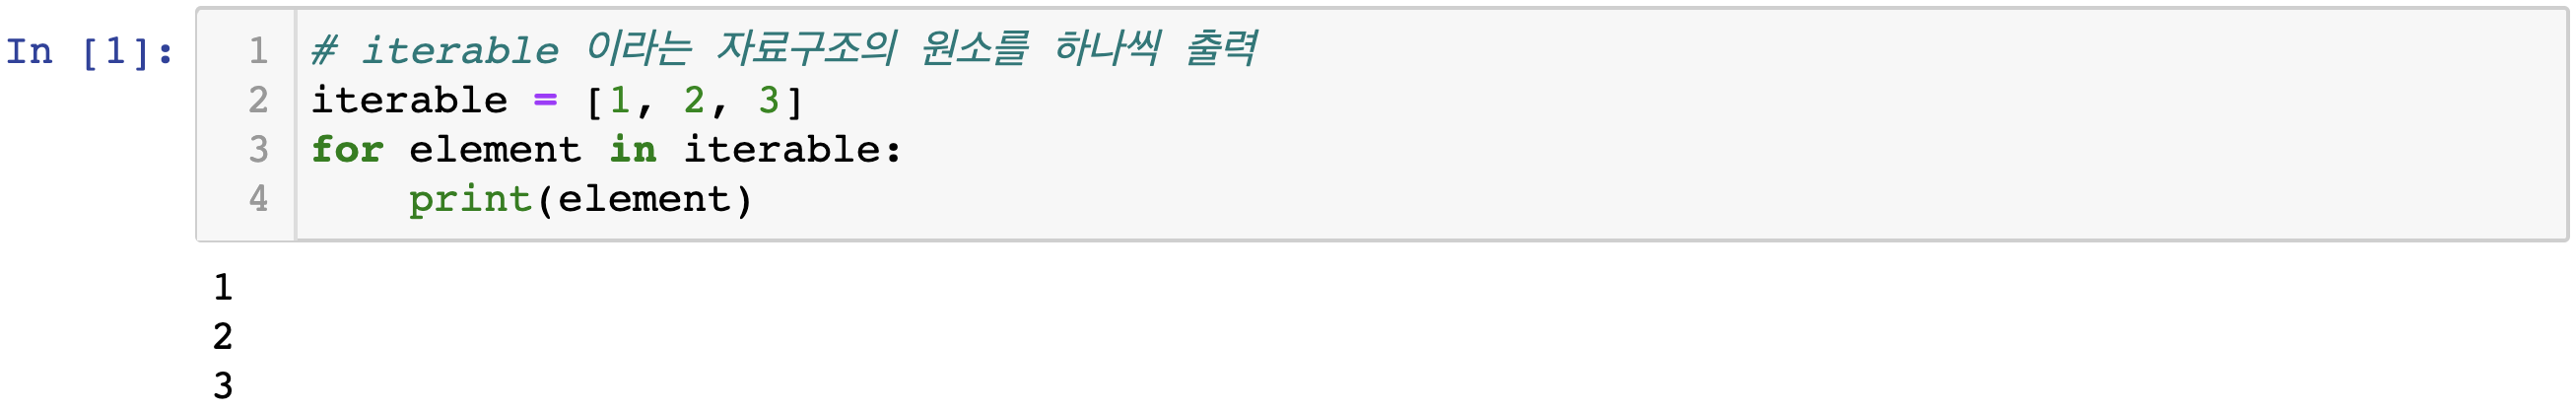 In [1]:
1 # iterable 이라는 자료구조의 원소를 하나씩 출력
2 iterable = [1, 2, 3]
3 for element in iterable:
4     print(element)
1
2
3